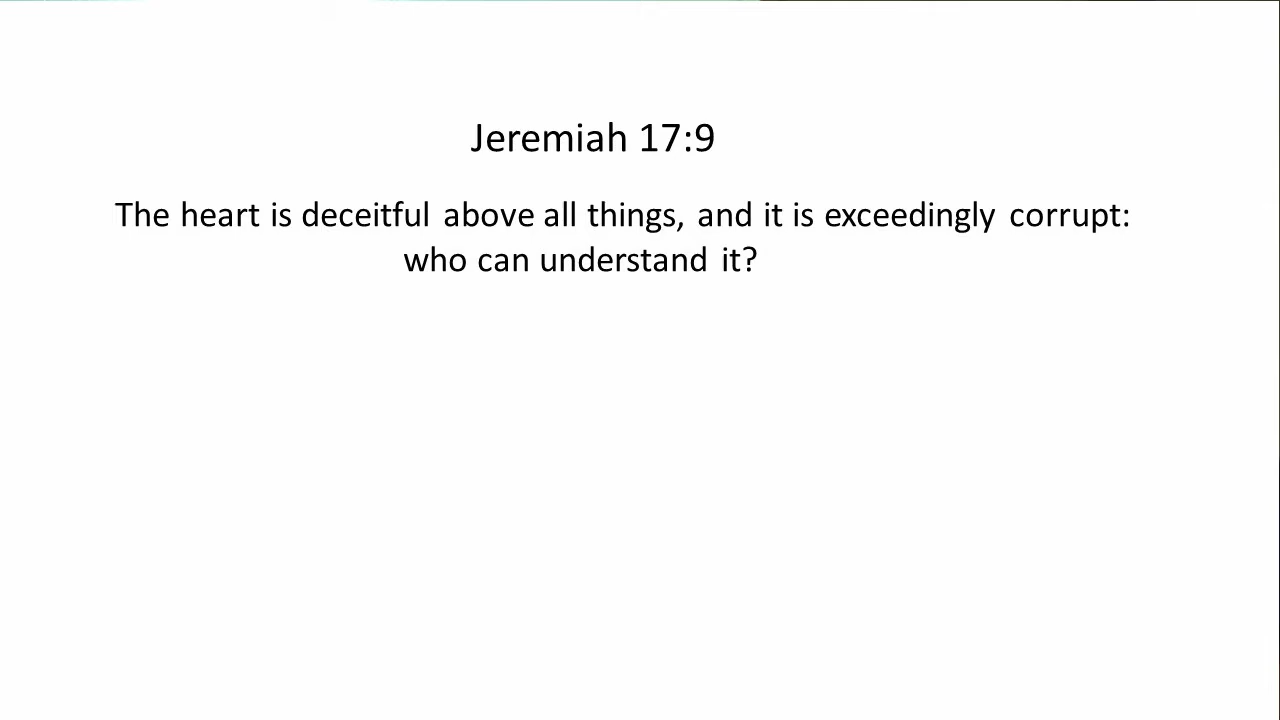 Jeremiah 17:9
The heart is deceitful above all things, and it is exceedingly corrupt:
who can understand it?